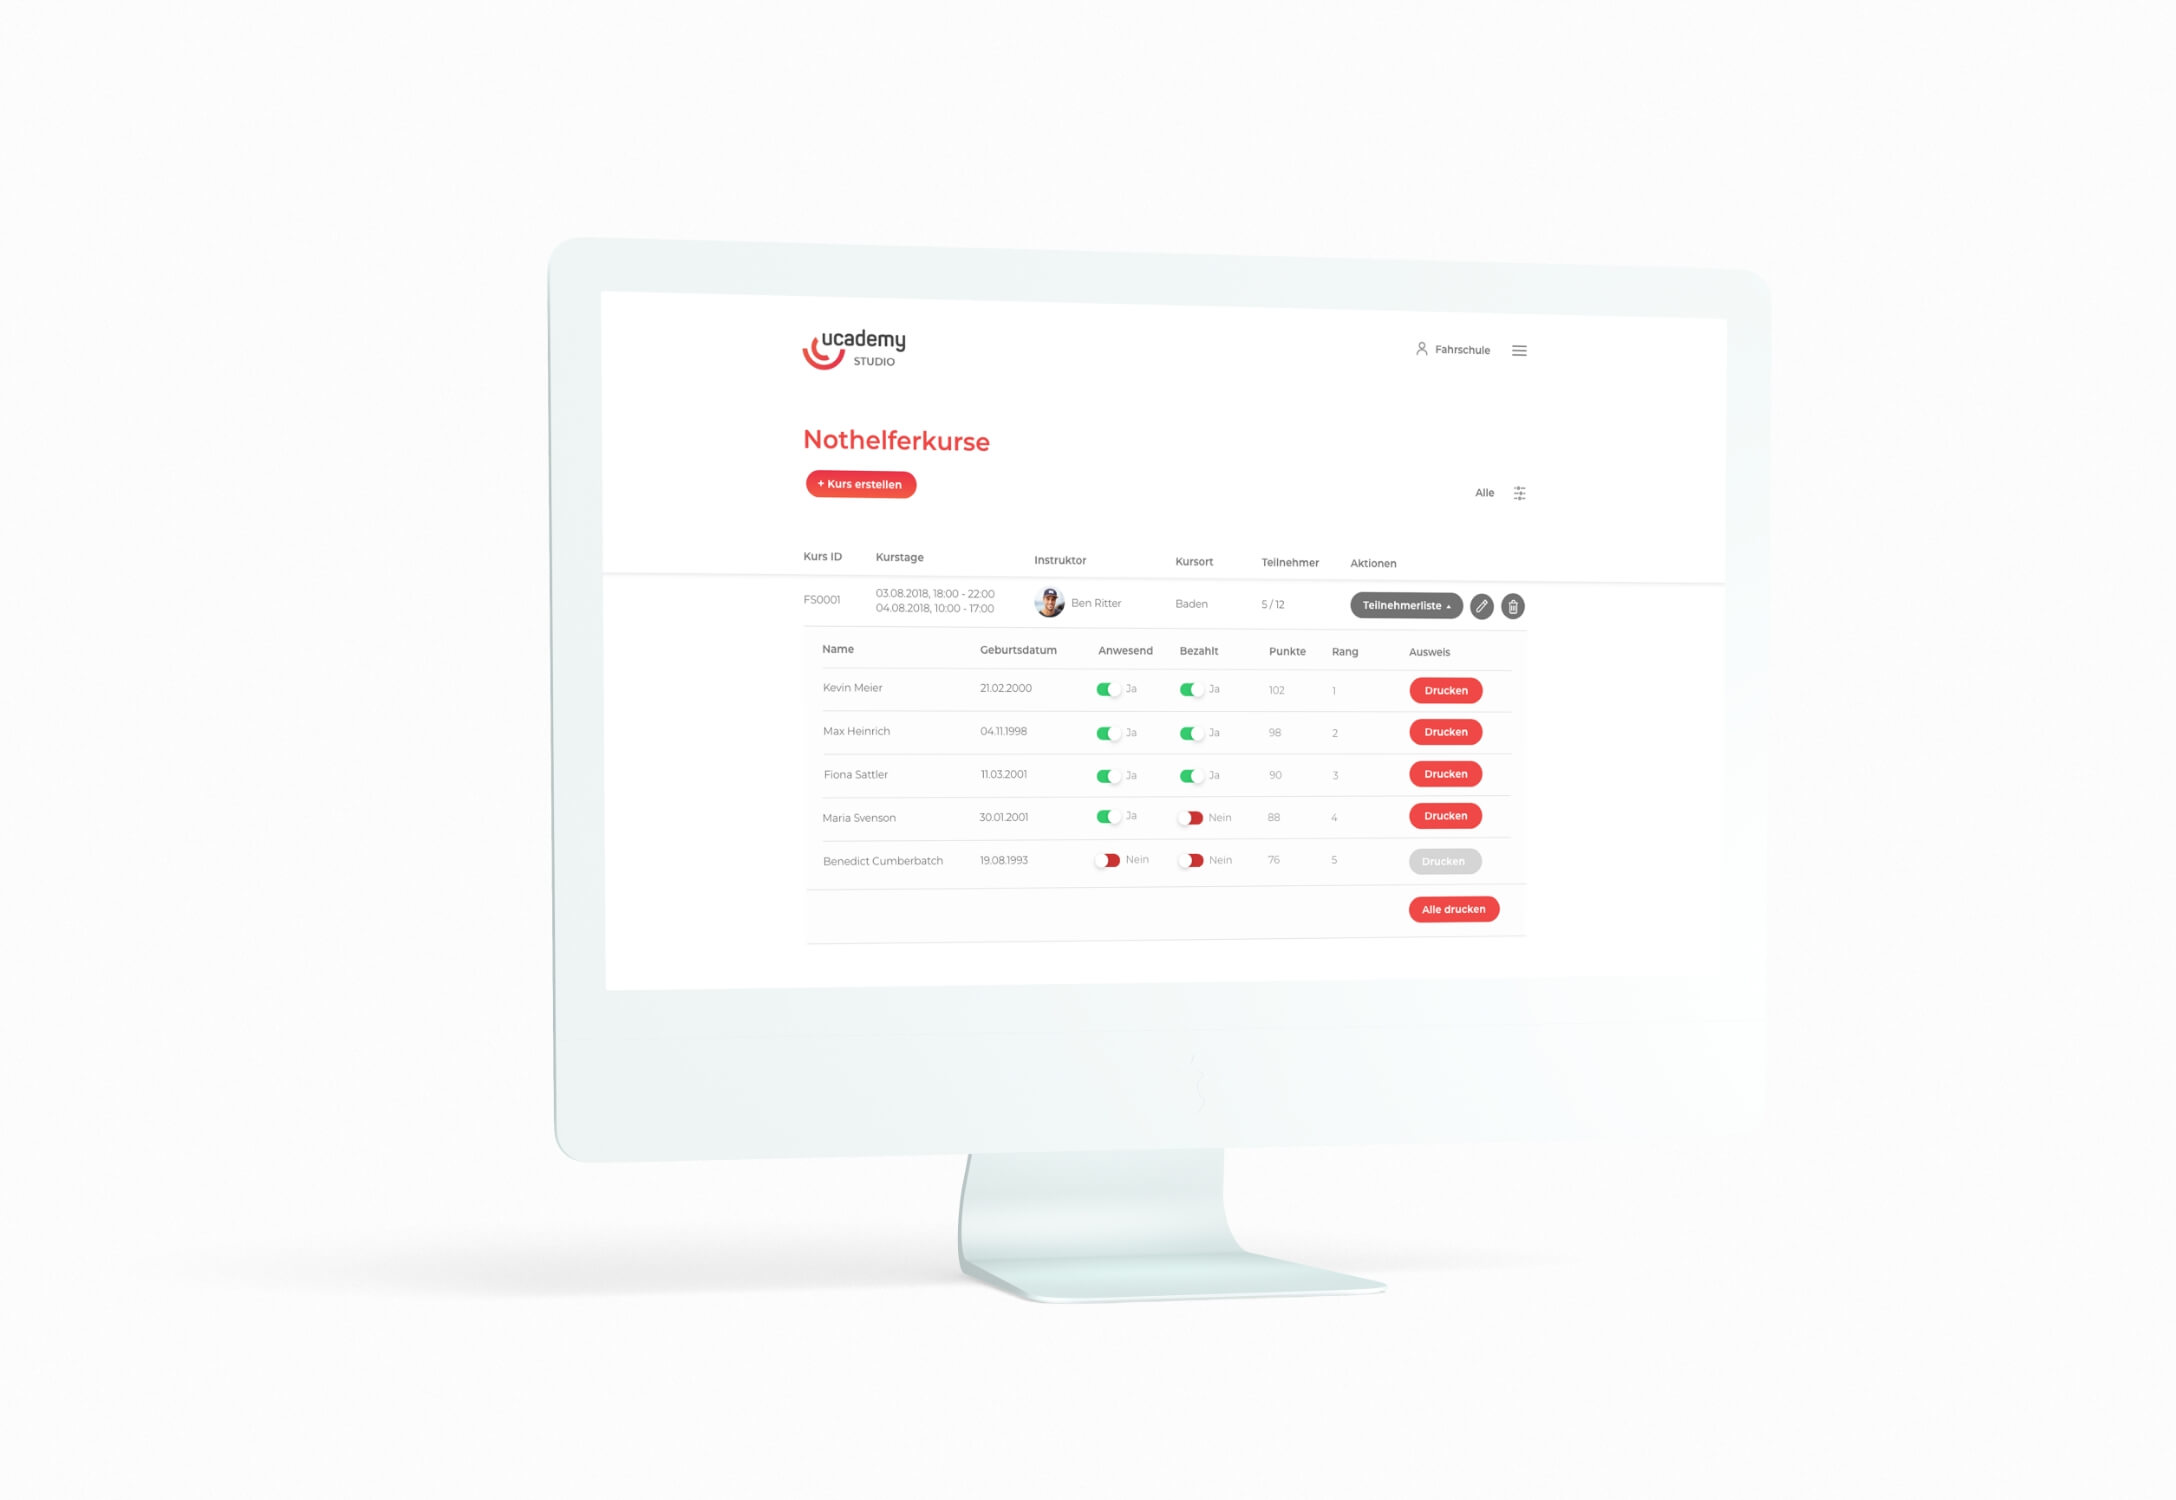 ucademy
STUDIO
Fahrschule
Nothelferkurse
+ Kurs erstellen
Alle
Kurs ID Kurstage Instruktor Kursort Teilnehmer Aktionen
FS0001 03.08.2018, 18:00 - 22:00 Ben Ritter Baden 5 / 12 Teilnehmerliste
04.08.2018, 10:00 - 17:00
Name Geburtsdatum Anwesend Bezahlt Punkte Rang Ausweis
Kevin Meier 21.02.2000 Ja Ja 102 1 Drucken
Max Heinrich 04.11.1998 Ja Ja 98 2 Drucken
Fiona Sattler 11.03.2001 Ja Ja 90 3 Drucken
Maria Svenson 30.01.2001 Ja Nein 88 4 Drucken
Benedict Cumberbatch 19.08.1993 Nein Nein 76 5 Drucken
Alle drucken